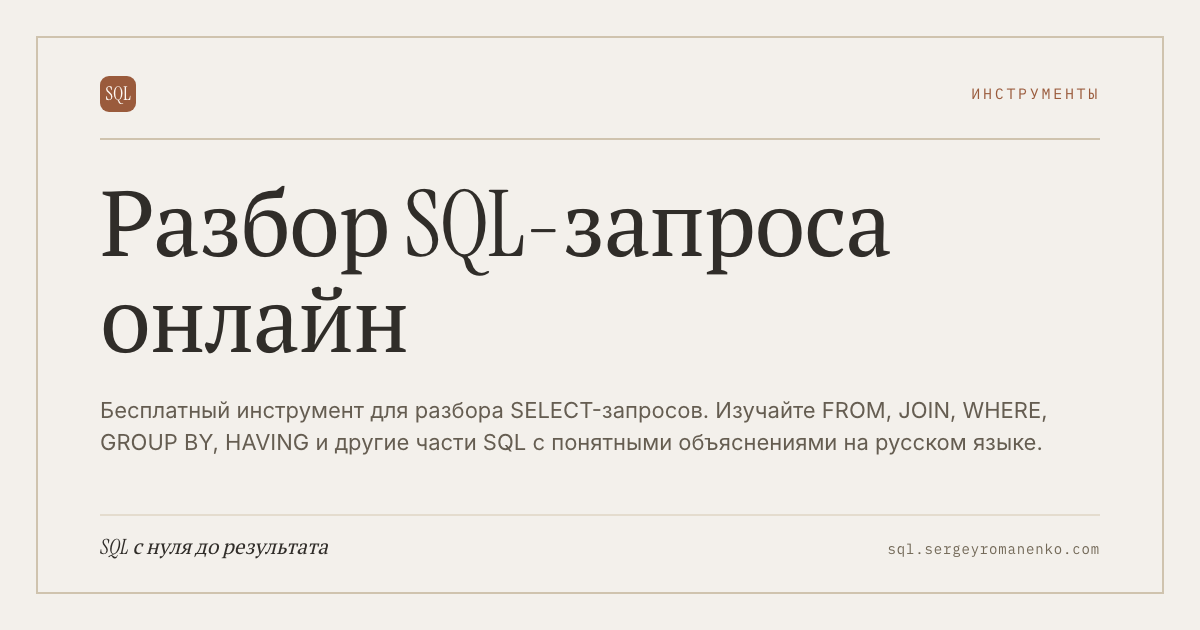 SQL
ИНСТРУМЕНТЫ
Разбор SQL-запроса
онлайн
Бесплатный инструмент для разбора SELECT-запросов. Изучайте FROM, JOIN, WHERE,
GROUP BY, HAVING и другие части SQL с понятными объяснениями на русском языке.
SQL с нуля до результата
sql.sergeyromanenko.com